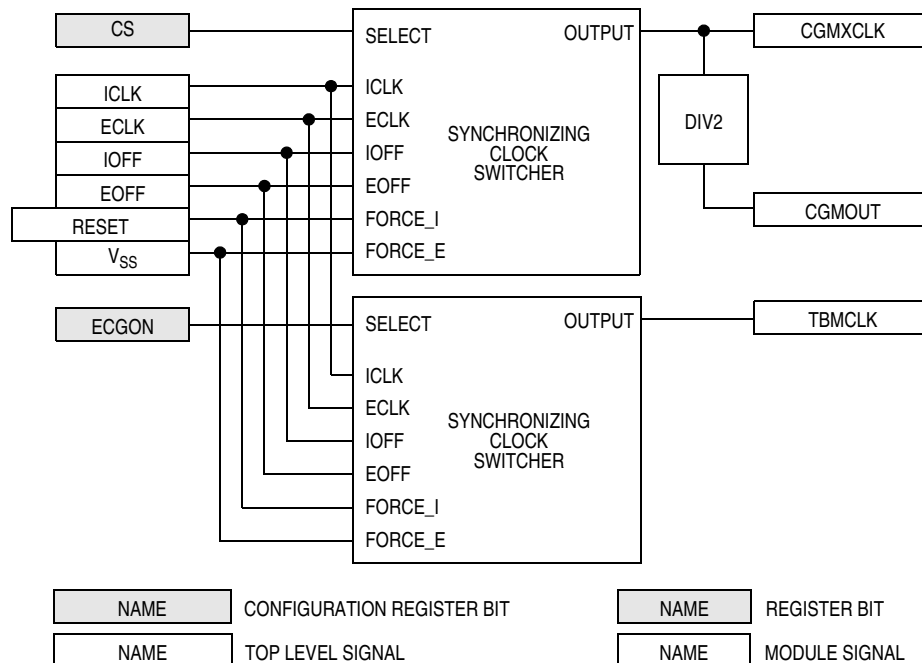 CS
SELECT
OUTPUT
CGMXCLK
ICLK
ICLK
ECLK
ECLK
DIV2
IOFF
IOFF
SYNCHRONIZING
CLOCK
SWITCHER
EOFF
EOFF
RESET
FORCE_I
CGMOUT
VSS
FORCE_E
ECGON
SELECT
OUTPUT
TBMCLK
ICLK
ECLK
SYNCHRONIZING
CLOCK
SWITCHER
IOFF
EOFF
FORCE_I
FORCE_E
NAME CONFIGURATION REGISTER BIT
NAME REGISTER BIT
NAME TOP LEVEL SIGNAL
NAME MODULE SIGNAL